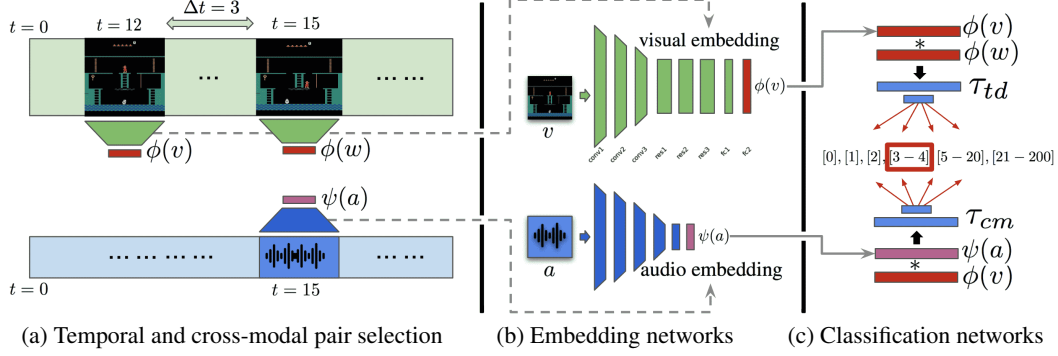 t = 0
t = 12
Δt = 3
t = 15
... 
... ...
ϕ(v)
ϕ(w)
ψ(a)
... ...
... ...
t = 0
t = 15
(a) Temporal and cross-modal pair selection
visual embedding
v
ϕ(v)
conv1
conv2
conv3
res1
res2
res3
fc1
fc2
a
ψ(a)
audio embedding
(b) Embedding networks
ϕ(v)
*
ϕ(w)
τtd
[0], [1], [2], [3 − 4] [5 − 20], [21 − 200]
τcm
ψ(a)
*
ϕ(v)
(c) Classification networks